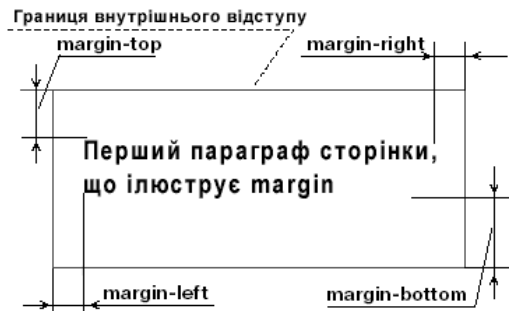 Границя внутрішнього відступу
margin-top
margin-right
Перший параграф сторінки,
що ілюструє margin
margin-left
margin-bottom